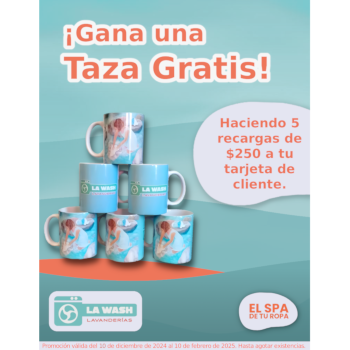 ¡Gana una
Taza Gratis!
Haciendo 5
recargas de
$250 a tu
tarjeta de
cliente.
LA WASH
LA WASH
LA WASH
LAVANDERÍAS
EL SPA
DE TU ROPA
Promoción válida del 10 de diciembre de 2024 al 10 de febrero de 2025. Hasta agotar existencias.